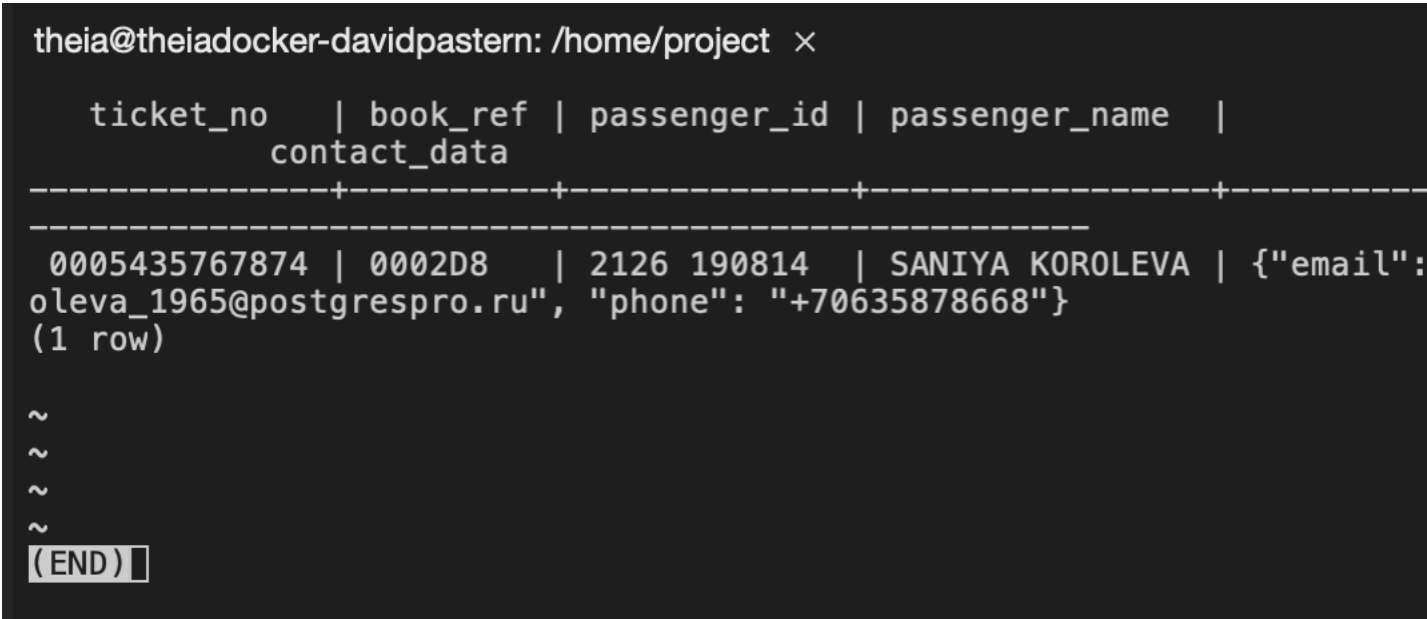 theia@theiadocker-davidpastern: /home/project ×
ticket_no | book_ref | passenger_id | passenger_name |
contact_data
---------------+----------+--------------+-----------------+----------
-----------------------------------------------------
0005435767874 | 0002D8 | 2126 190814 | SANIYA KOROLEVA | {"email":
oleva_1965@postgrespro.ru", "phone": "+70635878668"}
(1 row)
~
~
~
~
(END)